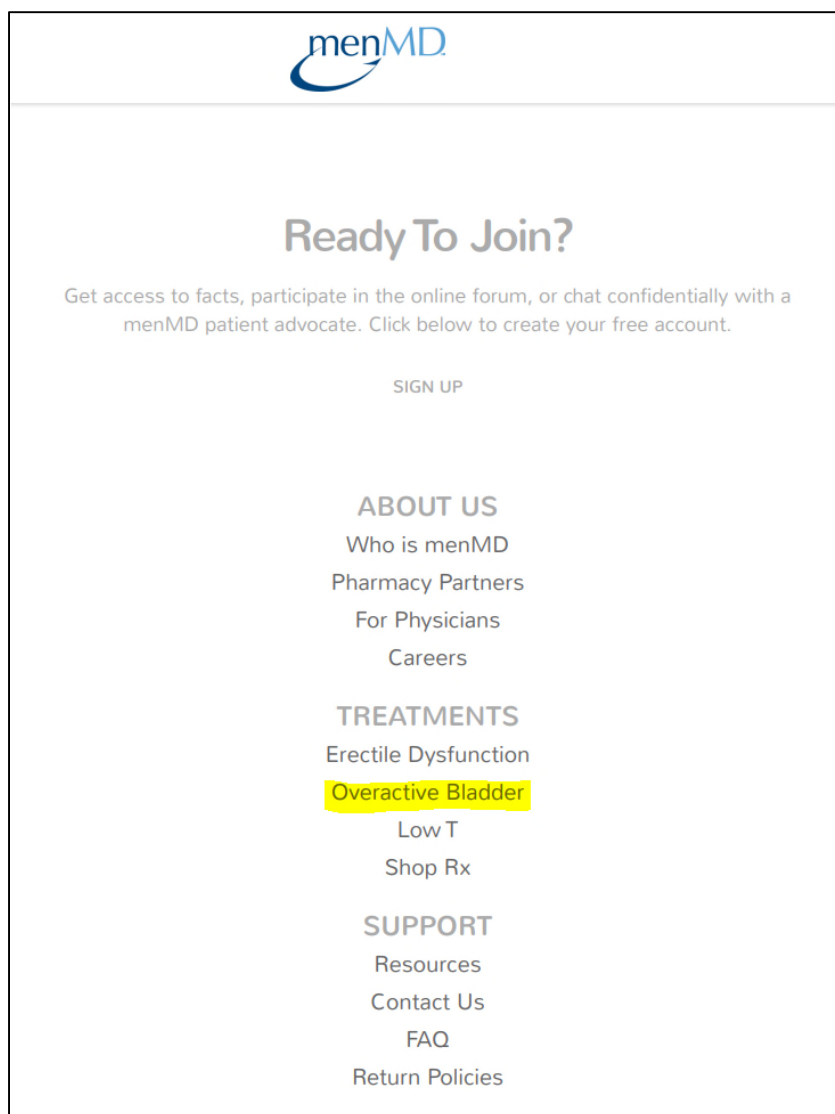 menMD
Ready To Join?
Get access to facts, participate in the online forum, or chat confidentially with a
menMD patient advocate. Click below to create your free account.
SIGN UP
ABOUT US
Who is menMD
Pharmacy Partners
For Physicians
Careers
TREATMENTS
Erectile Dysfunction
Overactive Bladder
Low T
Shop Rx
SUPPORT
Resources
Contact Us
FAQ
Return Policies